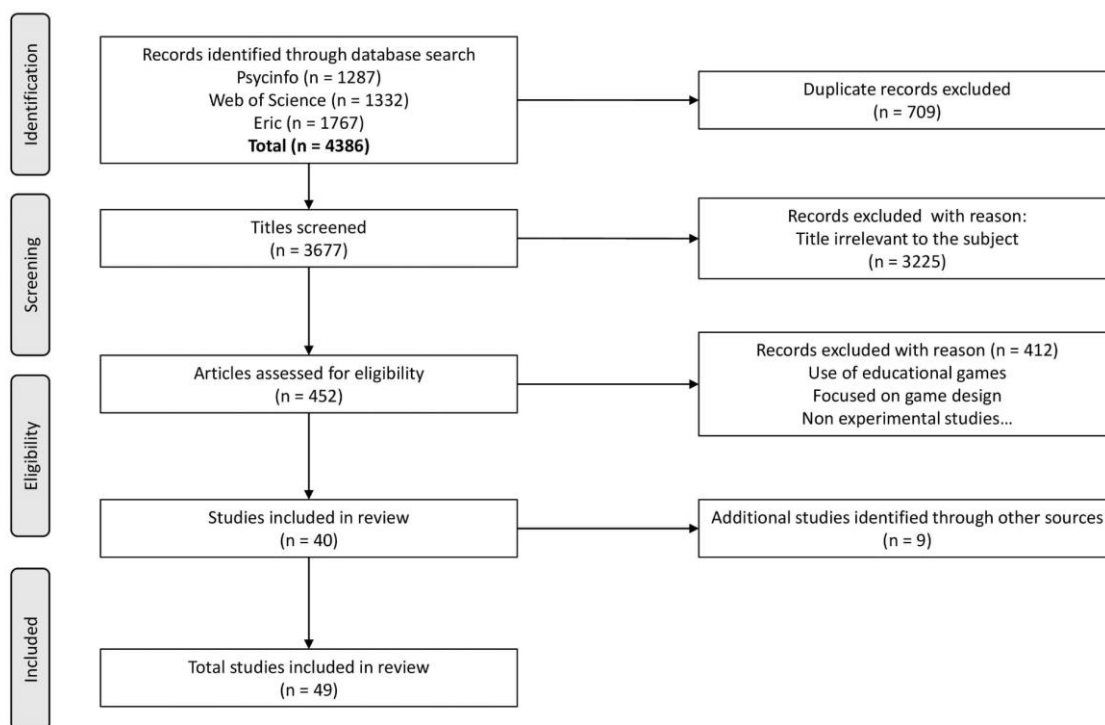 Identification
Records identified through database search
Psycinfo (n = 1287)
Web of Science (n = 1332)
Eric (n = 1767)
Total (n = 4386)
Duplicate records excluded
(n = 709)
Screening
Titles screened
(n = 3677)
Records excluded with reason:
Title irrelevant to the subject
(n = 3225)
Eligibility
Articles assessed for eligibility
(n = 452)
Records excluded with reason (n = 412)
Use of educational games
Focused on game design
Non experimental studies...
Studies included in review
(n = 40)
Additional studies identified through other sources
(n = 9)
Included
Total studies included in review
(n = 49)